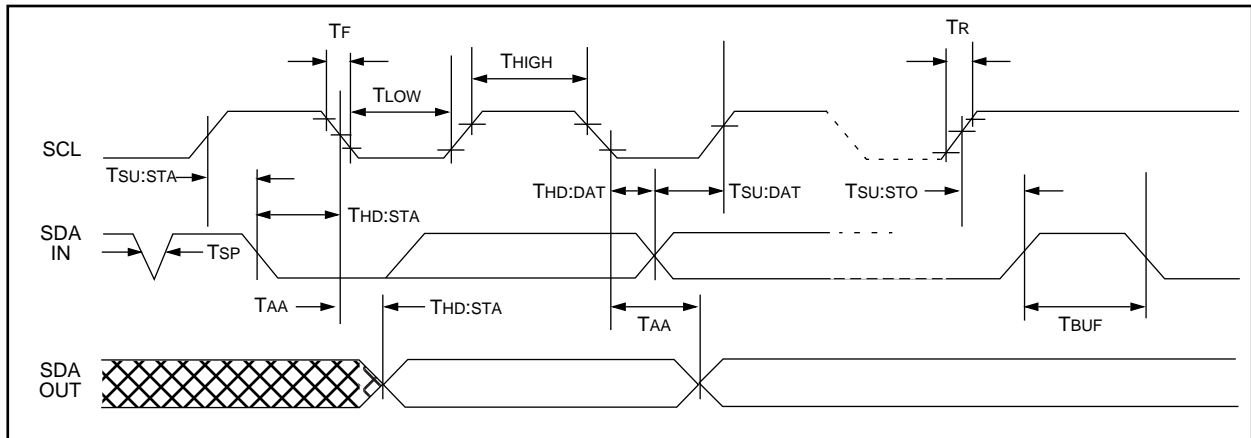 TF
TR
THIGH
TLOW
SCL
TSU:STA
THD:DAT
TSU:DAT
TSU:STO
THD:STA
SDA
IN
TSP
TAA
THD:STA
TAA
TBUF
SDA
OUT